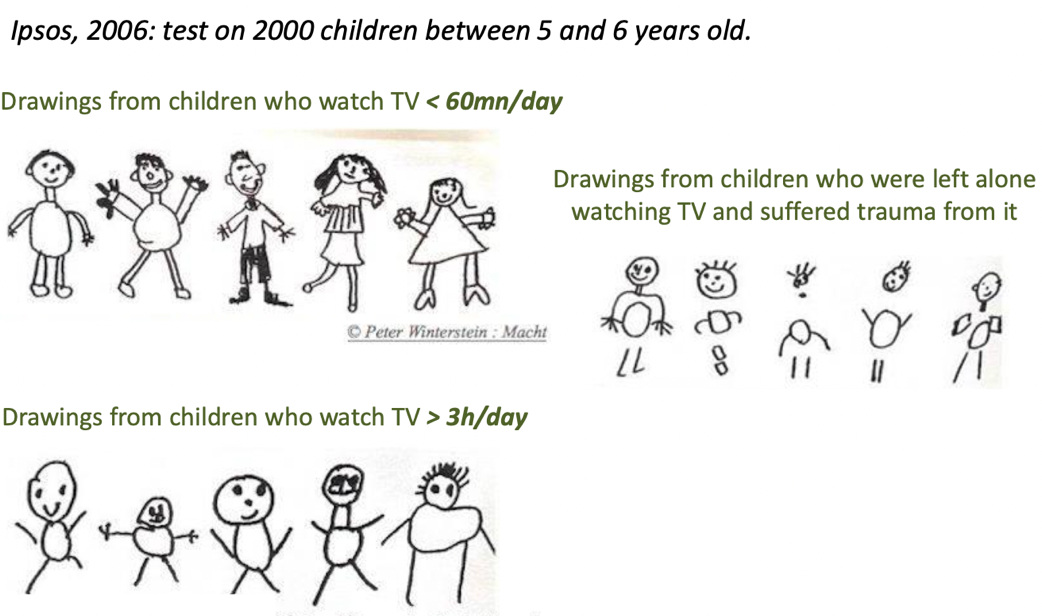 Ipsos, 2006: test on 2000 children between 5 and 6 years old.
Drawings from children who watch TV < 60mn/day
Drawings from children who were left alone
watching TV and suffered trauma from it
© Peter Winterstein : Macht
Drawings from children who watch TV > 3h/day